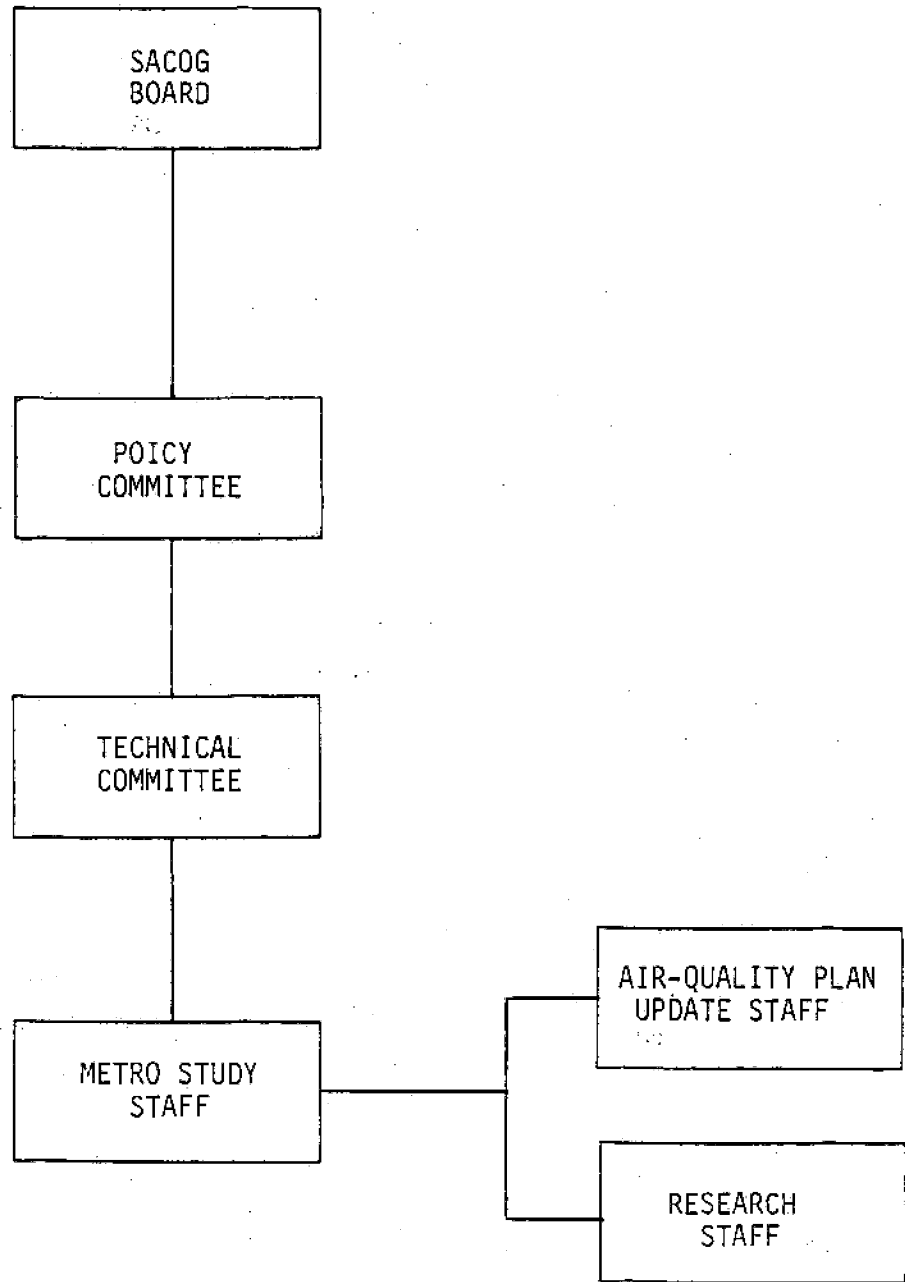 SACOG
BOARD
POICY
COMMITTEE
TECHNICAL
COMMITTEE
METRO STUDY
STAFF
AIR-QUALITY PLAN
UPDATE STAFF
RESEARCH
STAFF